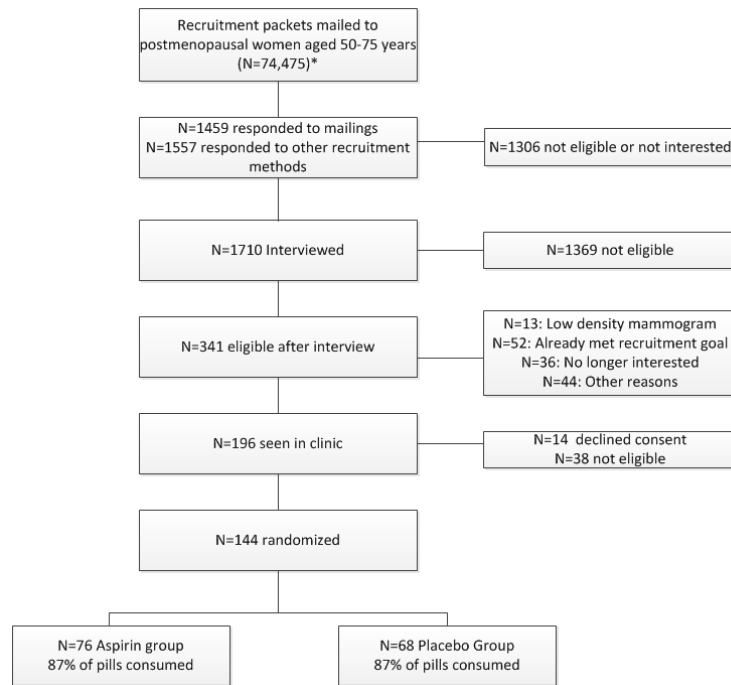 Recruitment packets mailed to
postmenopausal women aged 50-75 years
(N=74,475)*
N=1459 responded to mailings
N=1557 responded to other recruitment
methods
N=1306 not eligible or not interested
N=1710 Interviewed
N=1369 not eligible
N=341 eligible after interview
N=13: Low density mammogram
N=52: Already met recruitment goal
N=36: No longer interested
N=44: Other reasons
N=196 seen in clinic
N=14 declined consent
N=38 not eligible
N=144 randomized
N=76 Aspirin group
87% of pills consumed
N=68 Placebo Group
87% of pills consumed